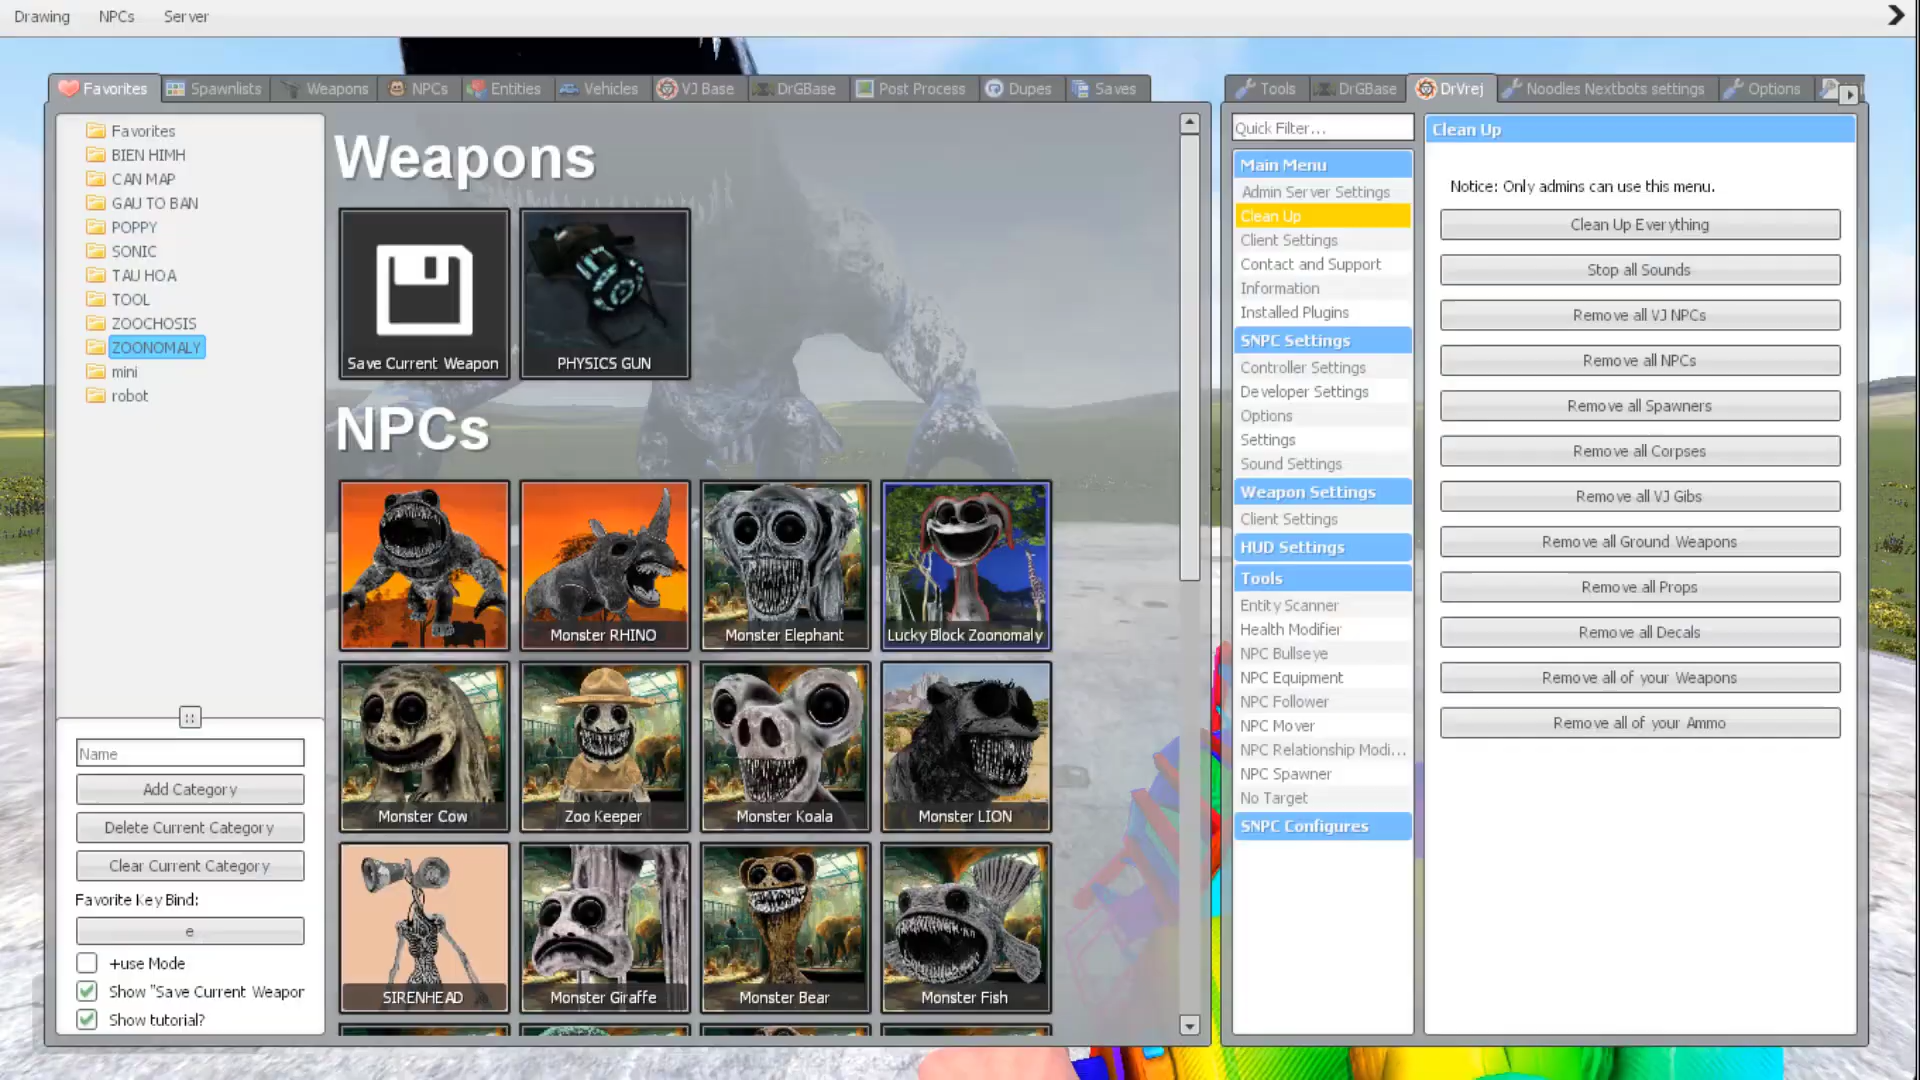 Drawing NPCs Server
Favorites Spawnlists Weapons NPCs Entities Vehicles VJ Base DrGBase Post Process Dupes Saves
Tools DrGBase DrVrej Noodles Nextbots settings Options
Favorites
BIEN HIMH
CAN MAP
GAU TO BAN
POPPY
SONIC
TAU HOA
TOOL
ZOOCHOSIS
ZOONOMALY
mini
robot
Name
Add Category
Delete Current Category
Clear Current Category
Favorite Key Bind:
e
+use Mode
Show "Save Current Weapor
Show tutorial?
Weapons
Save Current Weapon
PHYSICS GUN
NPCs
Monster RHINO
Monster Elephant
Lucky Block Zoonomaly
Monster Cow
Zoo Keeper
Monster Koala
Monster LION
SIRENHEAD
Monster Giraffe
Monster Bear
Monster Fish
Quick Filter...
Main Menu
Admin Server Settings
Clean Up
Client Settings
Contact and Support
Information
Installed Plugins
SNPC Settings
Controller Settings
Developer Settings
Options
Settings
Sound Settings
Weapon Settings
Client Settings
HUD Settings
Tools
Entity Scanner
Health Modifier
NPC Bullseye
NPC Equipment
NPC Follower
NPC Mover
NPC Relationship Modi...
NPC Spawner
No Target
SNPC Configures
Clean Up
Notice: Only admins can use this menu.
Clean Up Everything
Stop all Sounds
Remove all VJ NPCs
Remove all NPCs
Remove all Spawners
Remove all Corpses
Remove all VJ Gibs
Remove all Ground Weapons
Remove all Props
Remove all Decals
Remove all of your Weapons
Remove all of your Ammo